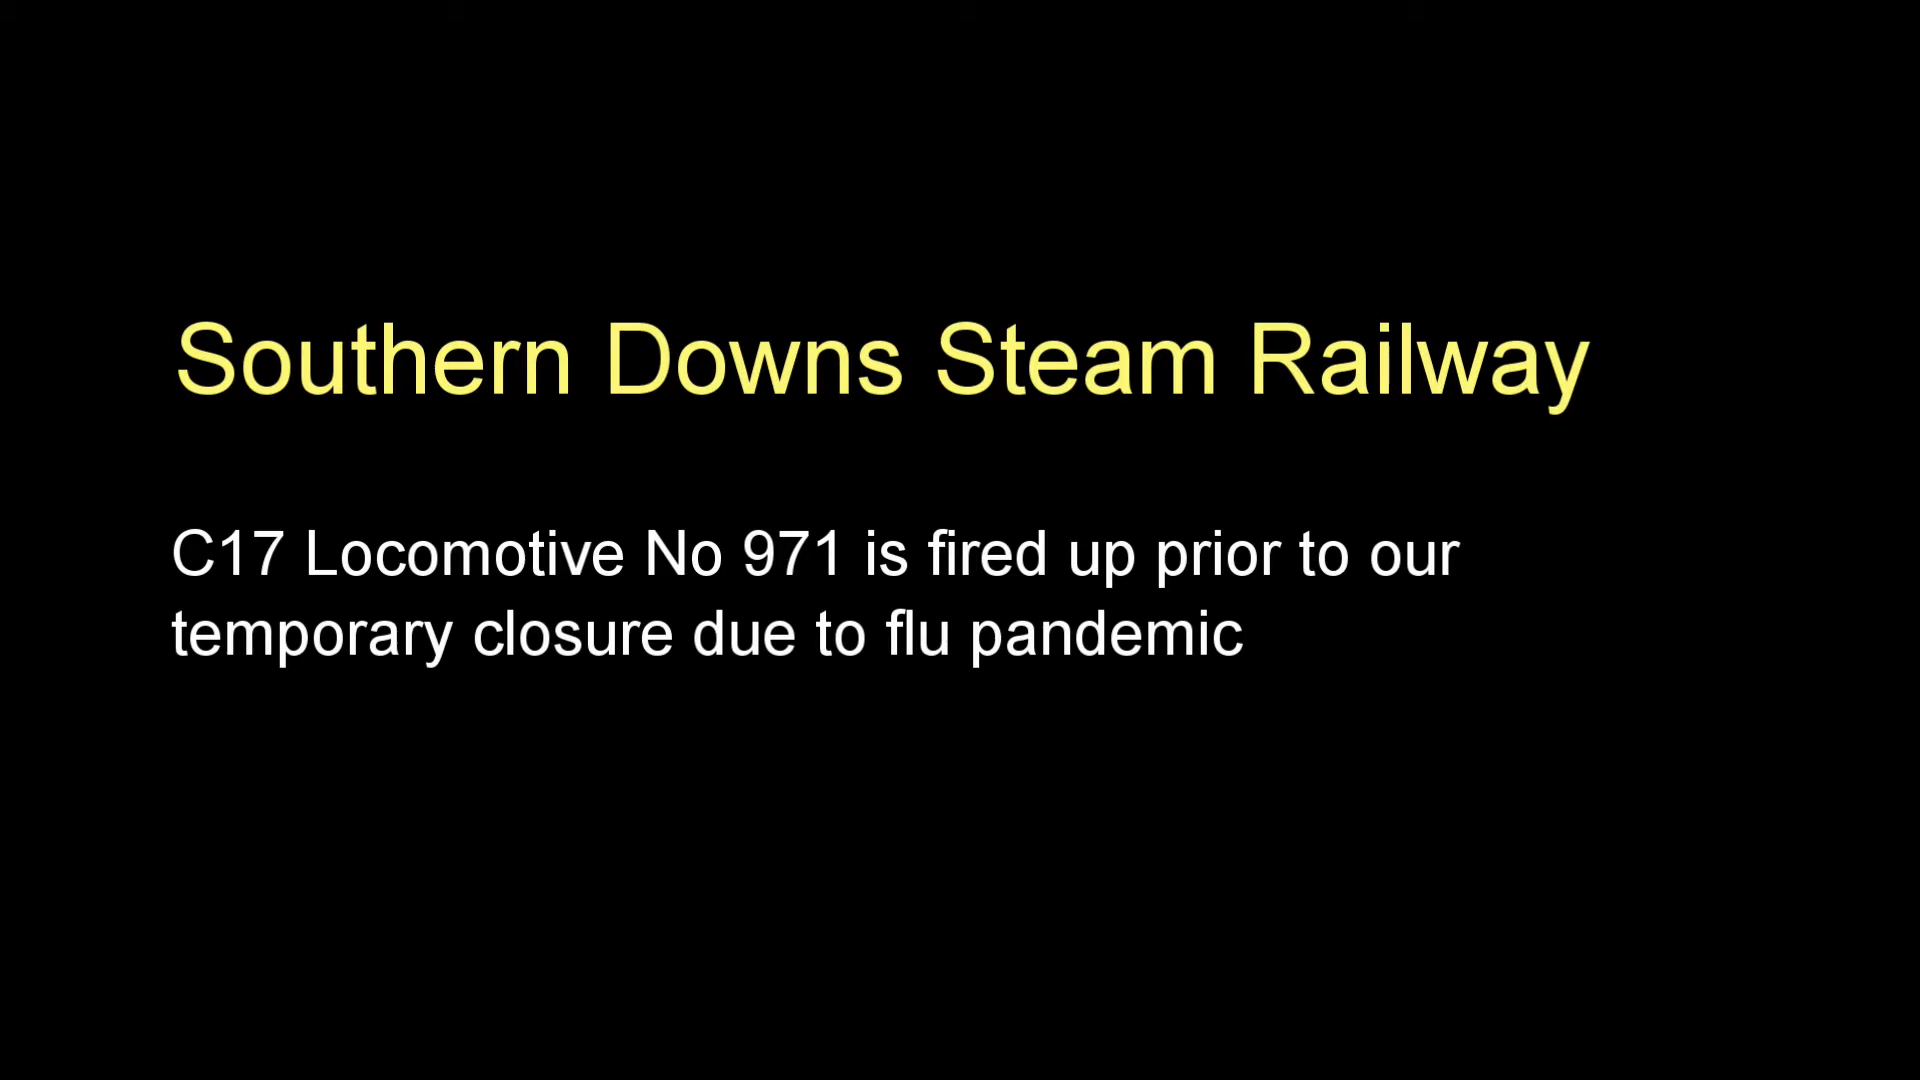 Southern Downs Steam Railway
C17 Locomotive No 971 is fired up prior to our
temporary closure due to flu pandemic